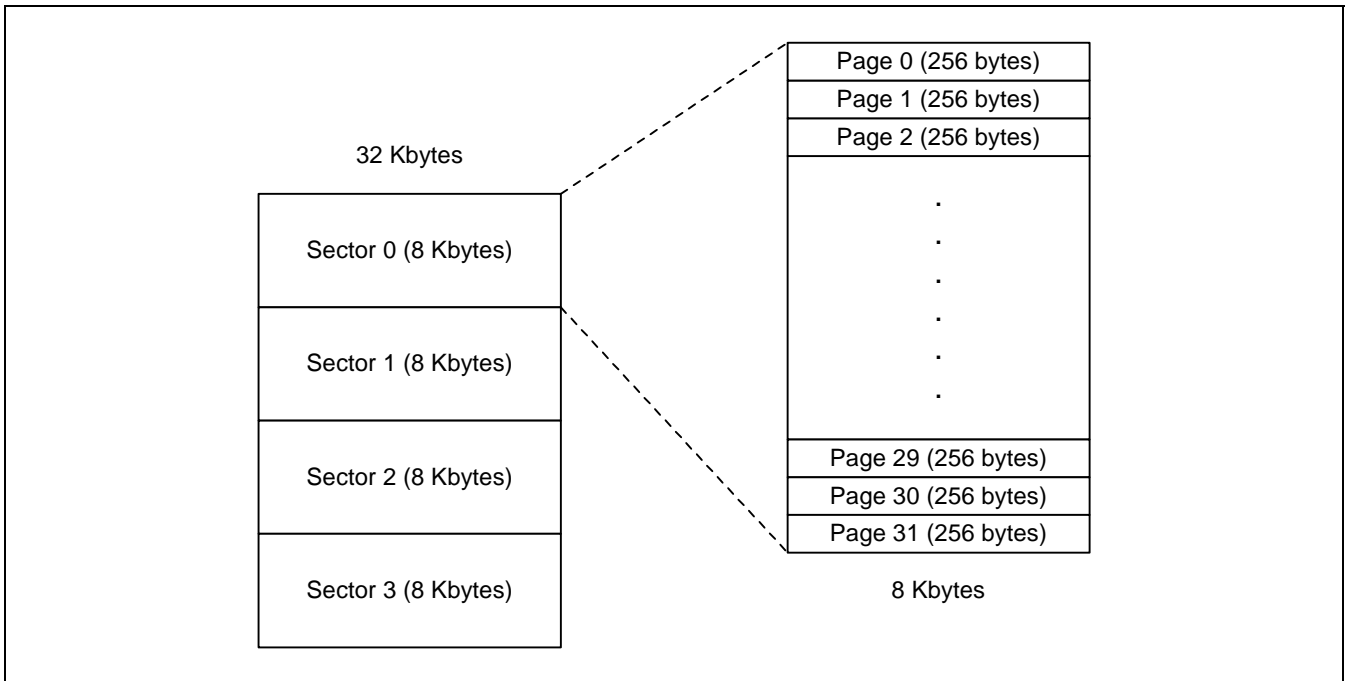 32 Kbytes
Sector 0 (8 Kbytes)
Sector 1 (8 Kbytes)
Sector 2 (8 Kbytes)
Sector 3 (8 Kbytes)
Page 0 (256 bytes)
Page 1 (256 bytes)
Page 2 (256 bytes)
.
.
.
.
.
.
Page 29 (256 bytes)
Page 30 (256 bytes)
Page 31 (256 bytes)
8 Kbytes